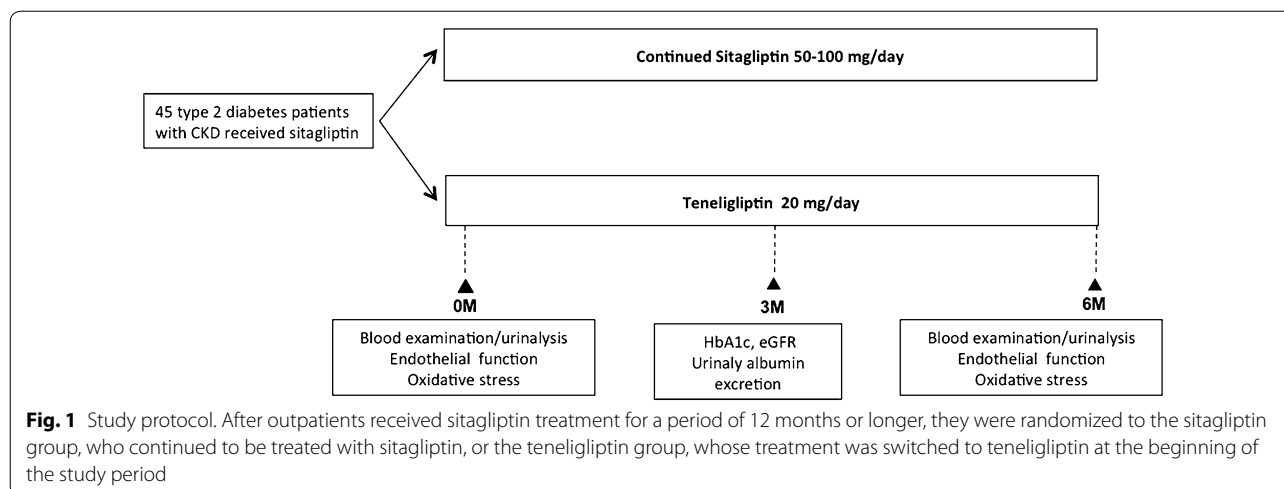 Continued Sitagliptin 50-100 mg/day
45 type 2 diabetes patients
with CKD received sitagliptin
Teneligliptin 20 mg/day
0M
3M
6M
Blood examination/urinalysis
Endothelial function
Oxidative stress
HbA1c, eGFR
Urinaly albumin
excretion
Blood examination/urinalysis
Endothelial function
Oxidative stress
Fig. 1 Study protocol. After outpatients received sitagliptin treatment for a period of 12 months or longer, they were randomized to the sitagliptin
group, who continued to be treated with sitagliptin, or the teneligliptin group, whose treatment was switched to teneligliptin at the beginning of
the study period